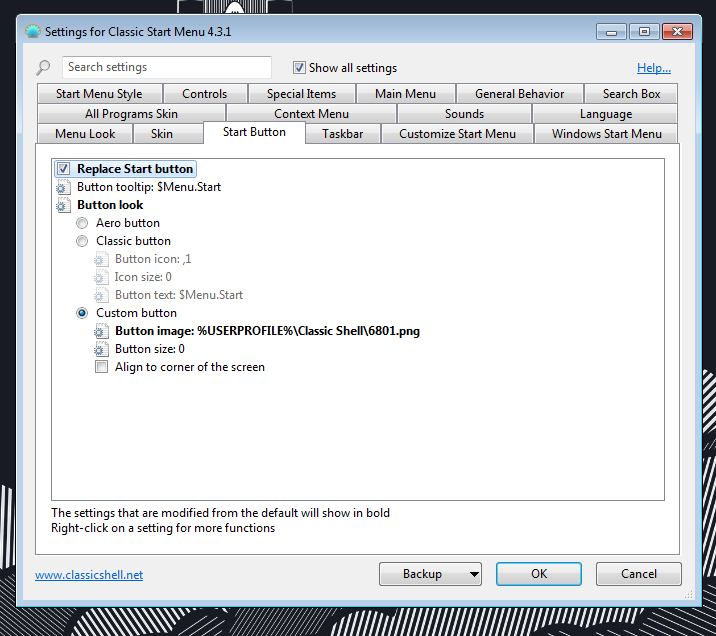 Settings for Classic Start Menu 4.3.1
Search settings
Show all settings
Help...
Start Menu Style
Controls
Special Items
Main Menu
General Behavior
Search Box
All Programs Skin
Context Menu
Sounds
Language
Menu Look
Skin
Start Button
Taskbar
Customize Start Menu
Windows Start Menu
Replace Start button
Button tooltip: $Menu.Start
Button look
Aero button
Classic button
Button icon: ,1
Icon size: 0
Button text: $Menu.Start
Custom button
Button image: %USERPROFILE%\Classic Shell\6801.png
Button size: 0
Align to corner of the screen
The settings that are modified from the default will show in bold
Right-click on a setting for more functions
www.classicshell.net
Backup
OK
Cancel